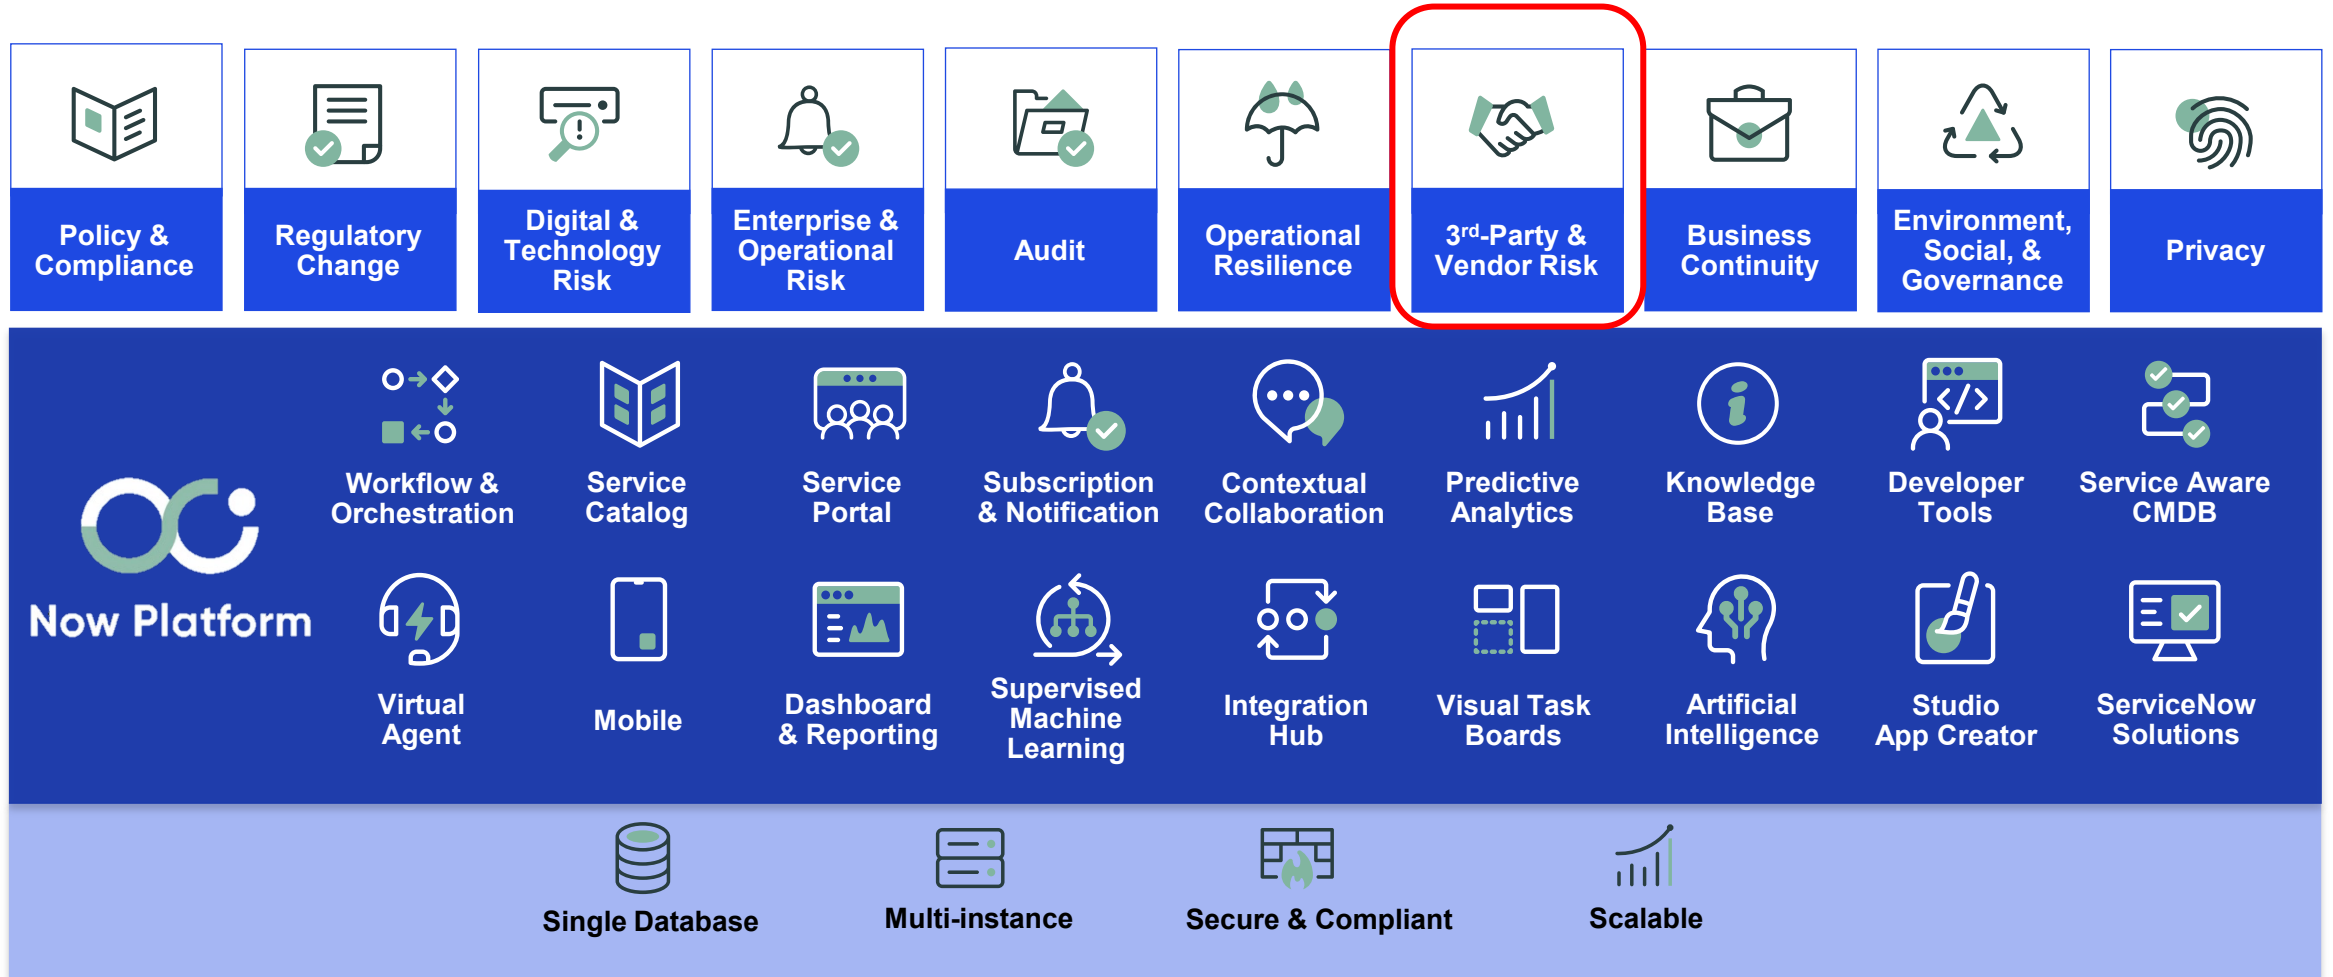 Policy &
Compliance
Regulatory
Change
Digital &
Technology
Risk
Enterprise &
Operational
Risk
Audit
Operational
Resilience
3rd-Party &
Vendor Risk
Business
Continuity
Environment,
Social, &
Governance
Privacy
Now Platform
Workflow &
Orchestration
Service
Catalog
Service
Portal
Subscription
& Notification
Contextual
Collaboration
Predictive
Analytics
Knowledge
Base
Developer
Tools
Service Aware
CMDB
Virtual
Agent
Mobile
Dashboard
& Reporting
Supervised
Machine
Learning
Integration
Hub
Visual Task
Boards
Artificial
Intelligence
Studio
App Creator
ServiceNow
Solutions
Single Database
Multi-instance
Secure & Compliant
Scalable